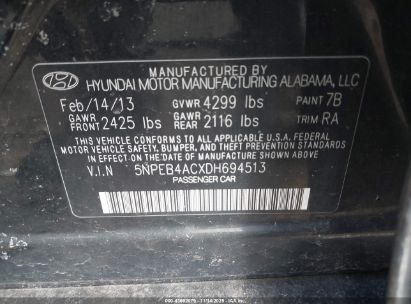 HYUNDAI MOTOR MANUFACTURING ALABAMA, LLC
Feb/14/13 GVWR 4299 lbs PAINT 7B
GAWR FRONT 2425 lbs GAWR REAR 2116 lbs TRIM RA
THIS VEHICLE CONFORMS TO ALL APPLICABLE U.S.A. FEDERAL
MOTOR VEHICLE SAFETY, BUMPER, AND THEFT PREVENTION
STANDARDS IN EFFECT ON THE DATE OF MANUFACTURE SHOWN ABOVE.
V.I.N 5NPEB4ACXDH694513
PASSENGER CAR